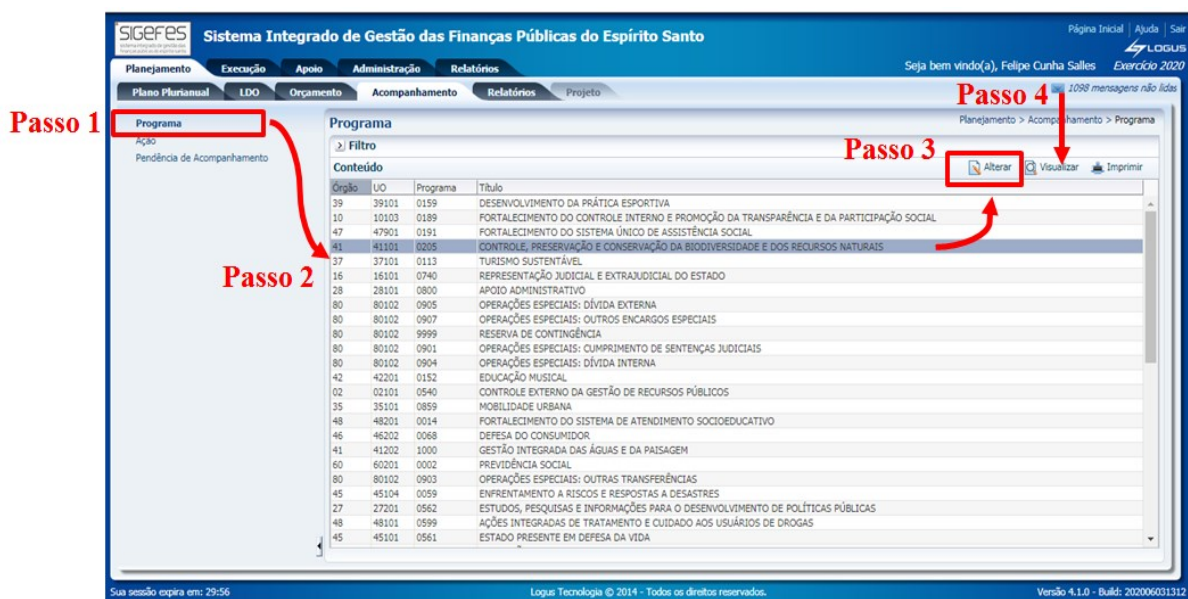 SIGEFES
Sistema Integrado de Gestão das Finanças Públicas do Espírito Santo
Página Inicial | Ajuda | Sair
LOGUS
Planejamento Execução Apoio Administração Relatórios
Seja bem vindo(a), Felipe Cunha Salles Exercício 2020
Plano Plurianual LDO Orçamento Acompanhamento Relatórios Projeto
1098 mensagens não lidas
Passo 4
Passo 1
Programa
Ação
Pendência de Acompanhamento
Programa
Planejamento > Acompanhamento > Programa
Filtro
Passo 3
Conteúdo
Alterar Visualizar Imprimir
Órgão UO Programa Título
39 39101 0159 DESENVOLVIMENTO DA PRÁTICA ESPORTIVA
10 10103 0189 FORTALECIMENTO DO CONTROLE INTERNO E PROMOÇÃO DA TRANSPARÊNCIA E DA PARTICIPAÇÃO SOCIAL
47 47901 0191 FORTALECIMENTO DO SISTEMA ÚNICO DE ASSISTÊNCIA SOCIAL
41 41101 0205 CONTROLE, PRESERVAÇÃO E CONSERVAÇÃO DA BIODIVERSIDADE E DOS RECURSOS NATURAIS
37 37101 0113 TURISMO SUSTENTÁVEL
Passo 2
16 16101 0740 REPRESENTAÇÃO JUDICIAL E EXTRAJUDICIAL DO ESTADO
28 28101 0800 APOIO ADMINISTRATIVO
80 80102 0905 OPERAÇÕES ESPECIAIS: DÍVIDA EXTERNA
80 80102 0907 OPERAÇÕES ESPECIAIS: OUTROS ENCARGOS ESPECIAIS
80 80102 9999 RESERVA DE CONTINGÊNCIA
80 80102 0901 OPERAÇÕES ESPECIAIS: CUMPRIMENTO DE SENTENÇAS JUDICIAIS
80 80102 0904 OPERAÇÕES ESPECIAIS: DÍVIDA INTERNA
42 42201 0152 EDUCAÇÃO MUSICAL
02 02101 0540 CONTROLE EXTERNO DA GESTÃO DE RECURSOS PÚBLICOS
35 35101 0859 MOBILIDADE URBANA
48 48201 0014 FORTALECIMENTO DO SISTEMA DE ATENDIMENTO SOCIOEDUCATIVO
46 46202 0068 DEFESA DO CONSUMIDOR
41 41202 1000 GESTÃO INTEGRADA DAS ÁGUAS E DA PAISAGEM
60 60201 0002 PREVIDÊNCIA SOCIAL
80 80102 0903 OPERAÇÕES ESPECIAIS: OUTRAS TRANSFERÊNCIAS
45 45104 0059 ENFRENTAMENTO A RISCOS E RESPOSTAS A DESASTRES
27 27201 0562 ESTUDOS, PESQUISAS E INFORMAÇÕES PARA O DESENVOLVIMENTO DE POLÍTICAS PÚBLICAS
48 48101 0599 AÇÕES INTEGRADAS DE TRATAMENTO E CUIDADO AOS USUÁRIOS DE DROGAS
45 45101 0561 ESTADO PRESENTE EM DEFESA DA VIDA
Sua sessão expira em: 29:56
Logus Tecnologia © 2014 - Todos os direitos reservados.
Versão 4.1.0 - Build: 202006031312